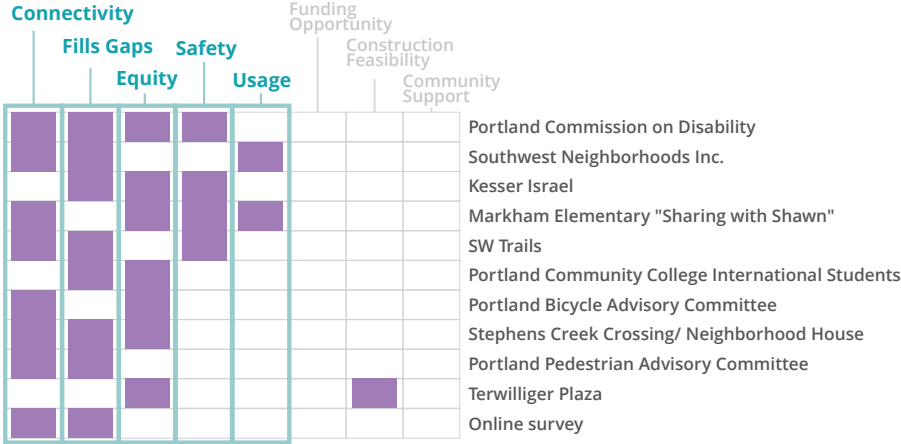 Connectivity
Fills Gaps
Equity
Safety
Usage
Funding
Opportunity
Construction
Feasibility
Community
Support
Portland Commission on Disability
Southwest Neighborhoods Inc.
Kesser Israel
Markham Elementary "Sharing with Shawn"
SW Trails
Portland Community College International Students
Portland Bicycle Advisory Committee
Stephens Creek Crossing/ Neighborhood House
Portland Pedestrian Advisory Committee
Terwilliger Plaza
Online survey